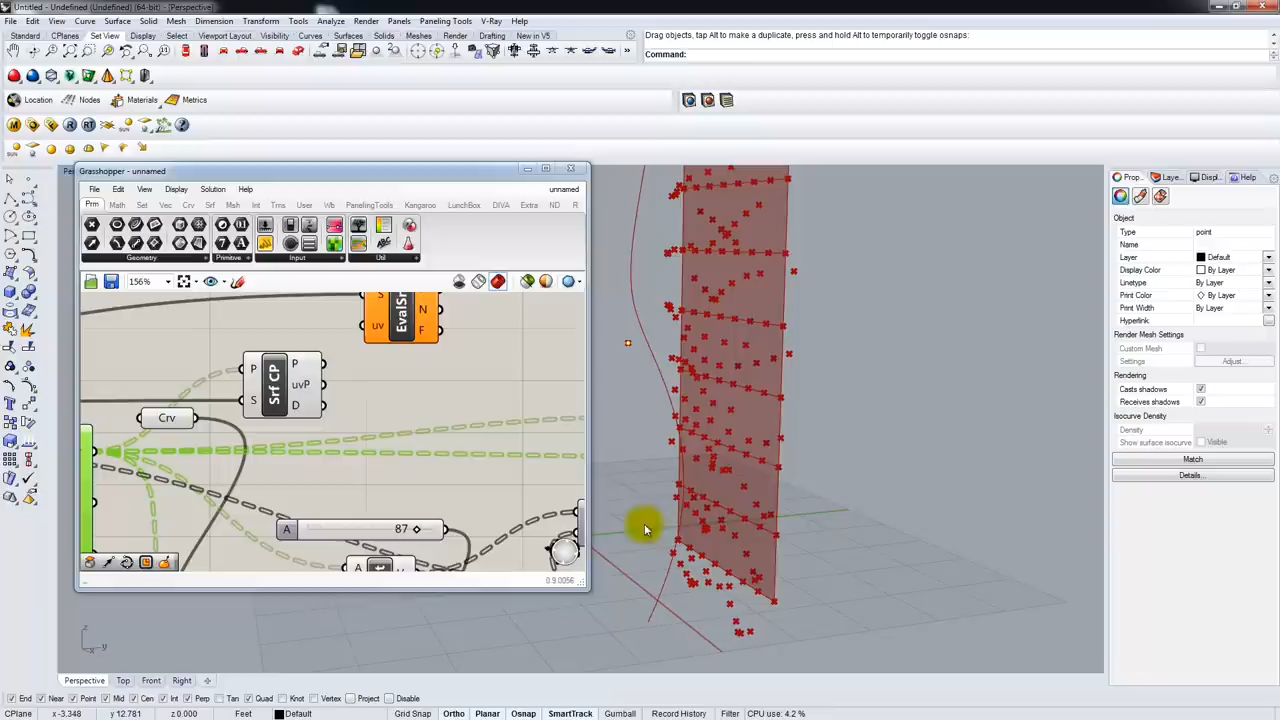 Untitled - Undefined (Undefined) (64-bit) - [Perspective]
File Edit View Curve Surface Solid Mesh Dimension Transform Tools Analyze Render Panels Paneling Tools V-Ray Help
Standard CPlanes Set View Display Select Viewport Layout Visibility Curves Surfaces Solids Meshes Render Drafting New in V5
Drag objects, tap Alt to make a duplicate, press and hold Alt to temporarily toggle osnaps:
Command:
Location Nodes Materials Metrics
M R RT SUN ?
SUN
Grasshopper - unnamed
File Edit View Display Solution Help unnamed
Prm Math Set Vec Crv Srf Msh Int Trns User Wb PanelingTools Kangaroo LunchBox DIVA Extra ND R
Geometry Primitive Input Util
156%
S N
uv EvalSrf F
P Srf CP P
uvP
S D
Crv
A 87
A
0.9.0056
z
x y
Prop... Laye... Displ... Help
Object
Type point
Name
Layer Default
Display Color By Layer
Linetype By Layer
Print Color By Layer
Print Width By Layer
Hyperlink
Render Mesh Settings
Custom Mesh
Settings Adjust...
Rendering
Casts shadows
Receives shadows
Isocurve Density
Density
Show surface isocurve Visible
Match
Details...
Perspective Top Front Right
End Near Point Mid Cen Int Perp Tan Quad Knot Vertex Project Disable
CPlane x -3.348 y 12.781 z 0.000 Feet Default Grid Snap Ortho Planar Osnap SmartTrack Gumball Record History Filter CPU use: 4.2 %